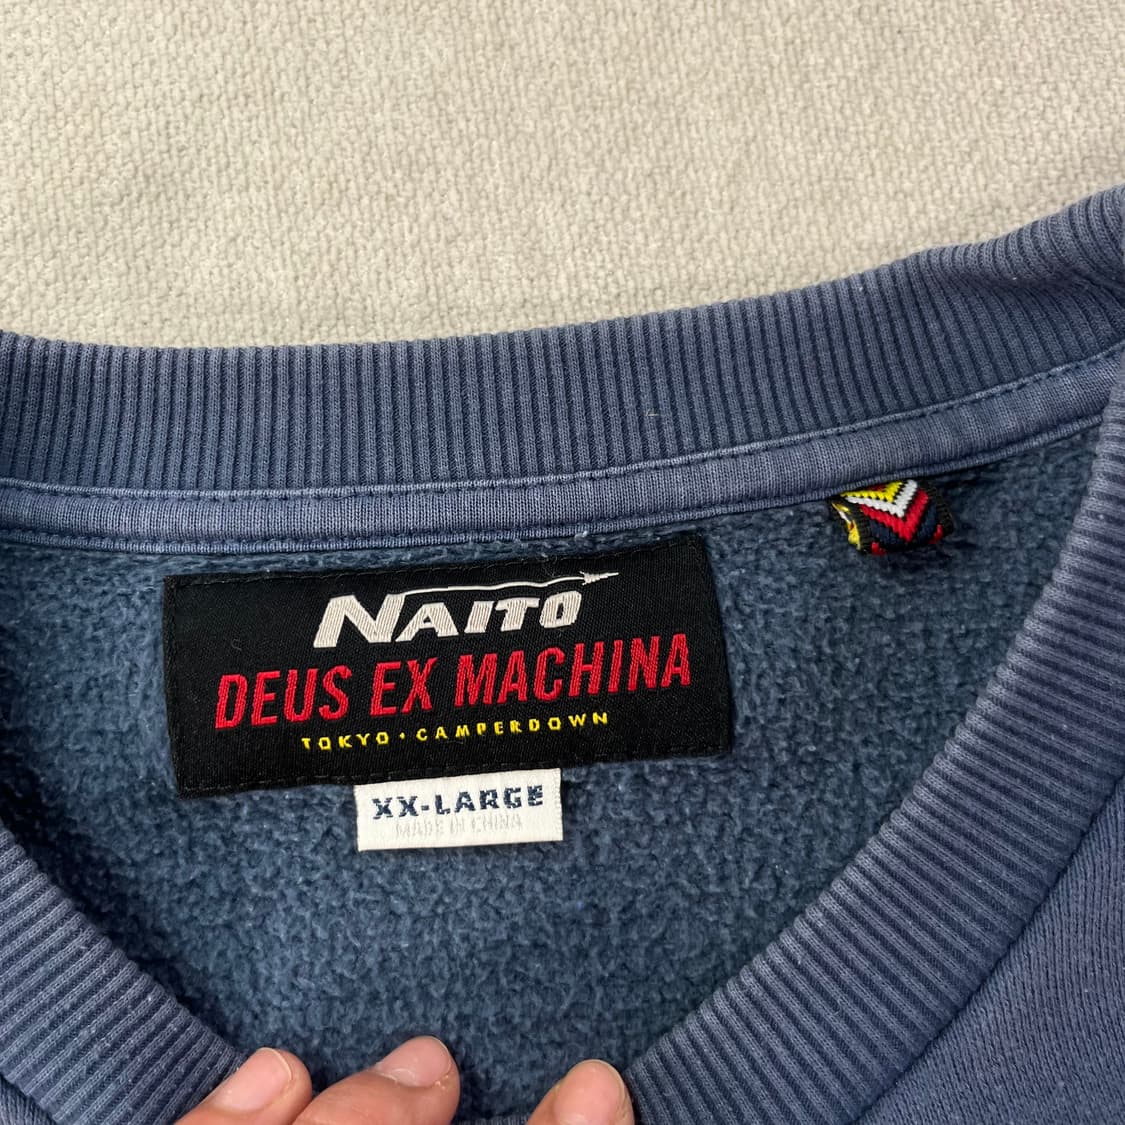 NAITO
DEUS EX MACHINA
TOKYO · CAMPERDOWN
XX-LARGE
MADE IN CHINA